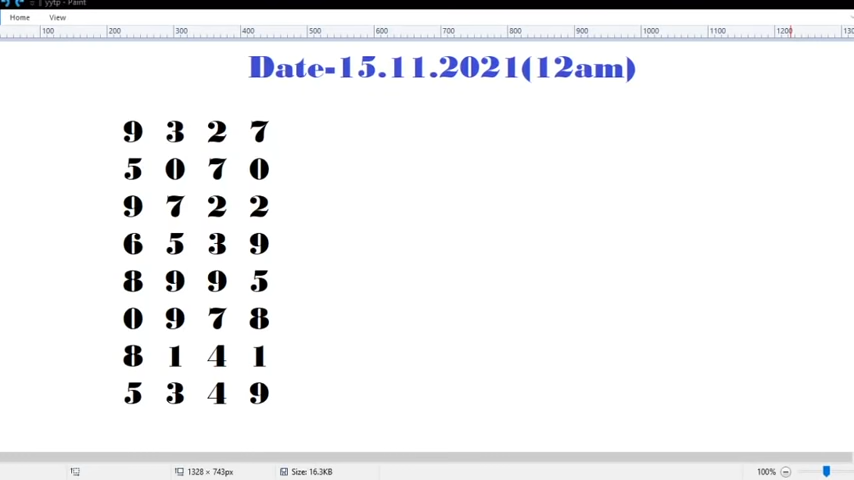 yytp - Paint
Home View
100 200 300 400 500 600 700 800 900 1000 1100 1200
Date-15.11.2021(12am)
9 3 2 7
5 0 7 0
9 7 2 2
6 5 3 9
8 9 9 5
0 9 7 8
8 1 4 1
5 3 4 9
1328 × 743px Size: 16.3KB 100%